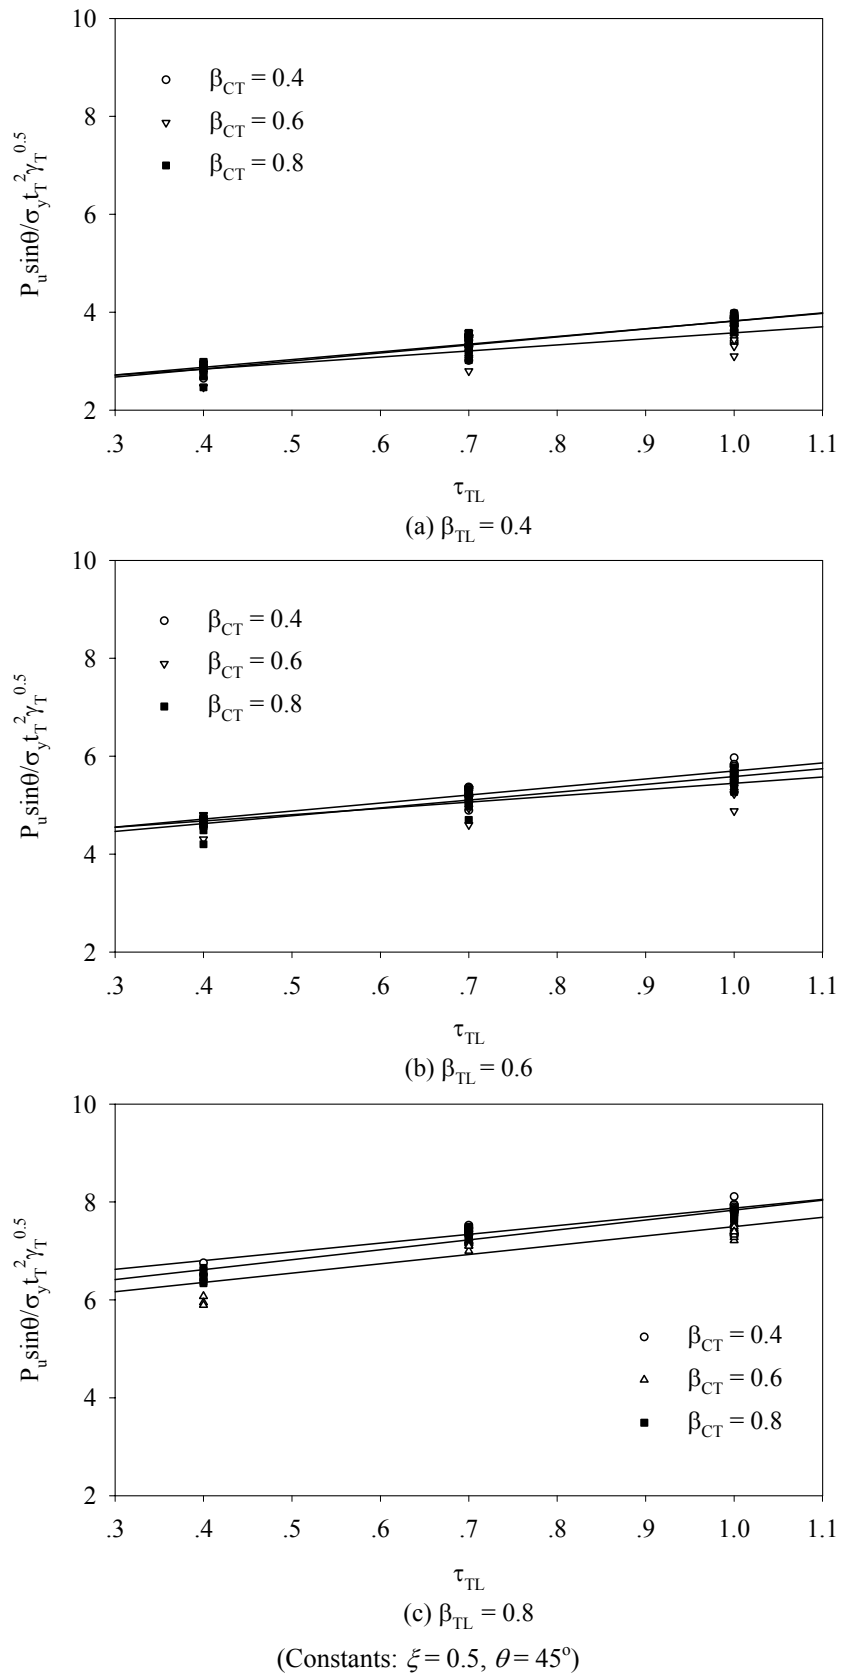 10
8
6
4
2
P_u sinθ/σ_y t_T^2 γ_T^0.5
β_CT = 0.4
β_CT = 0.6
β_CT = 0.8
.3 .4 .5 .6 .7 .8 .9 1.0 1.1
τ_TL
(a) β_TL = 0.4
10
8
6
4
2
P_u sinθ/σ_y t_T^2 γ_T^0.5
β_CT = 0.4
β_CT = 0.6
β_CT = 0.8
.3 .4 .5 .6 .7 .8 .9 1.0 1.1
τ_TL
(b) β_TL = 0.6
10
8
6
4
2
P_u sinθ/σ_y t_T^2 γ_T^0.5
β_CT = 0.4
β_CT = 0.6
β_CT = 0.8
.3 .4 .5 .6 .7 .8 .9 1.0 1.1
τ_TL
(c) β_TL = 0.8
(Constants: ξ = 0.5, θ = 45°)